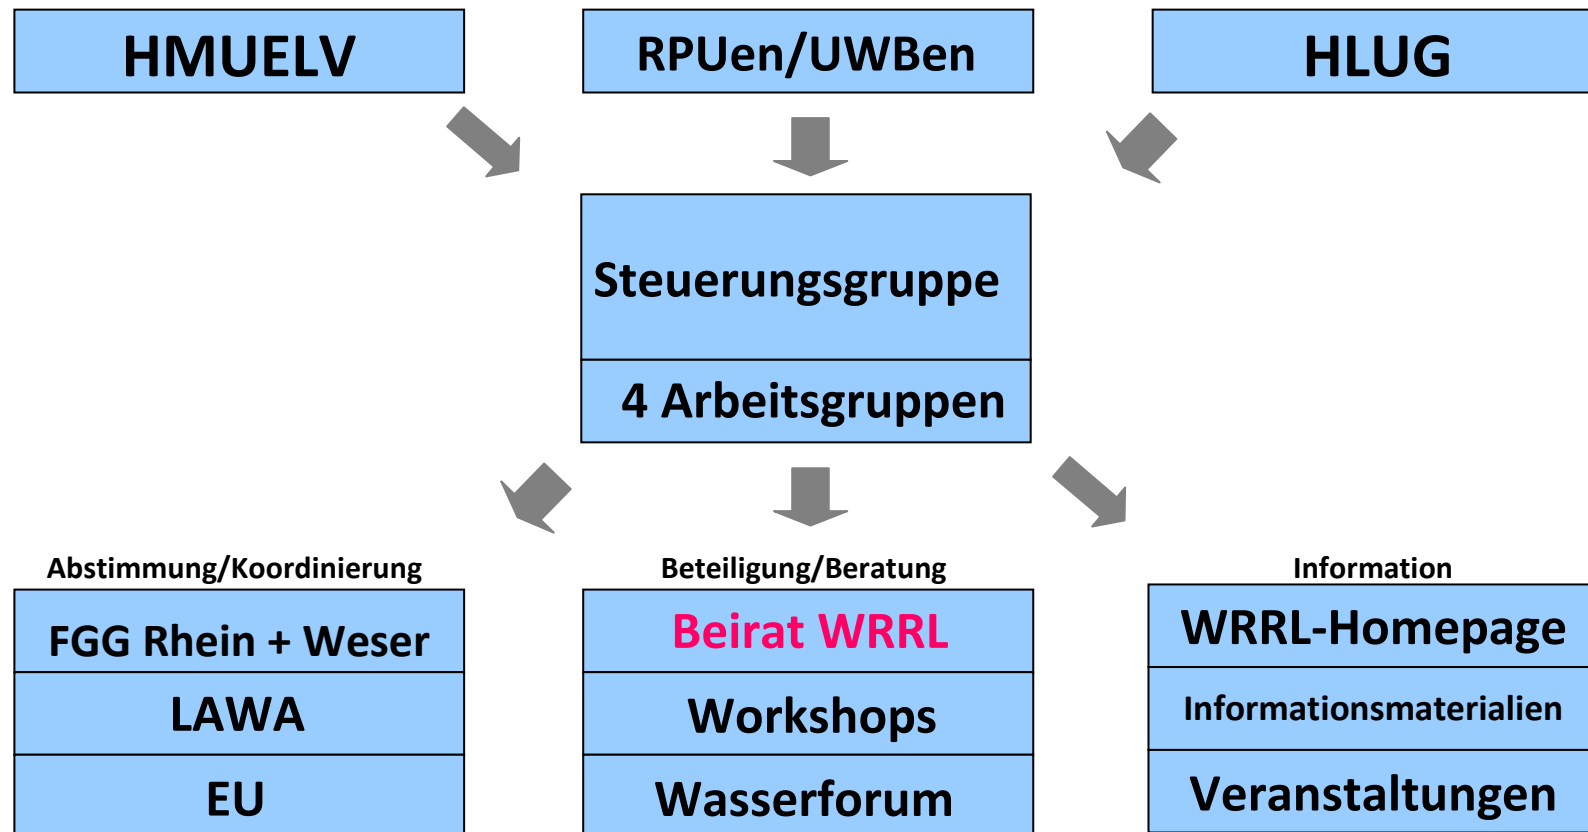 HMUELV
RPUen/UWBen
HLUG
Steuerungsgruppe
4 Arbeitsgruppen
Abstimmung/Koordinierung
FGG Rhein + Weser
LAWA
EU
Beteiligung/Beratung
Beirat WRRL
Workshops
Wasserforum
Information
WRRL-Homepage
Informationsmaterialien
Veranstaltungen